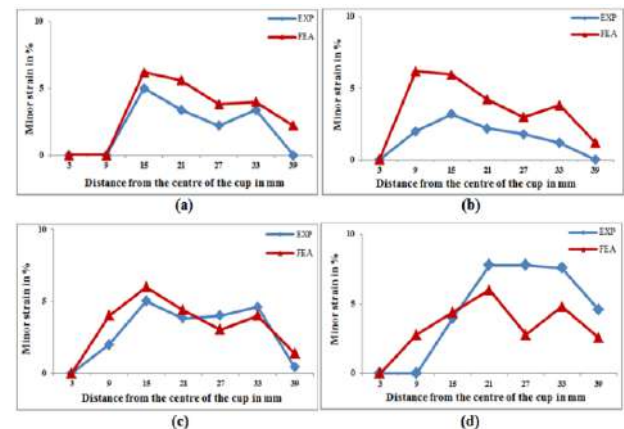 10
EXP
FEA
Minor strain in %
5
0
3 9 15 21 27 33 39
Distance from the centre of the cup in mm
(a)
10
EXP
FEA
Minor strain in %
5
0
3 9 15 21 27 33 39
Distance from the centre of the cup in mm
(b)
10
EXP
FEA
Minor strain in %
5
0
3 9 15 21 27 33 39
Distance from the centre of the cup in mm
(c)
10
EXP
FEA
Minor strain in %
5
0
3 9 15 21 27 33 39
Distance from the centre of the cup in mm
(d)